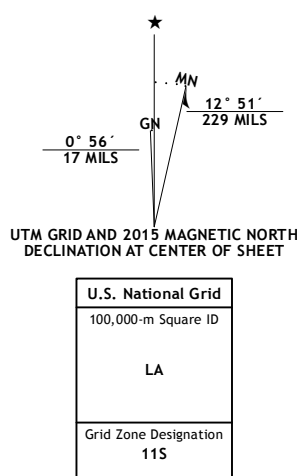 ★
MN
GN
12° 51´
229 MILS
0° 56´
17 MILS
UTM GRID AND 2015 MAGNETIC NORTH
DECLINATION AT CENTER OF SHEET
U.S. National Grid
100,000-m Square ID
LA
Grid Zone Designation
11S